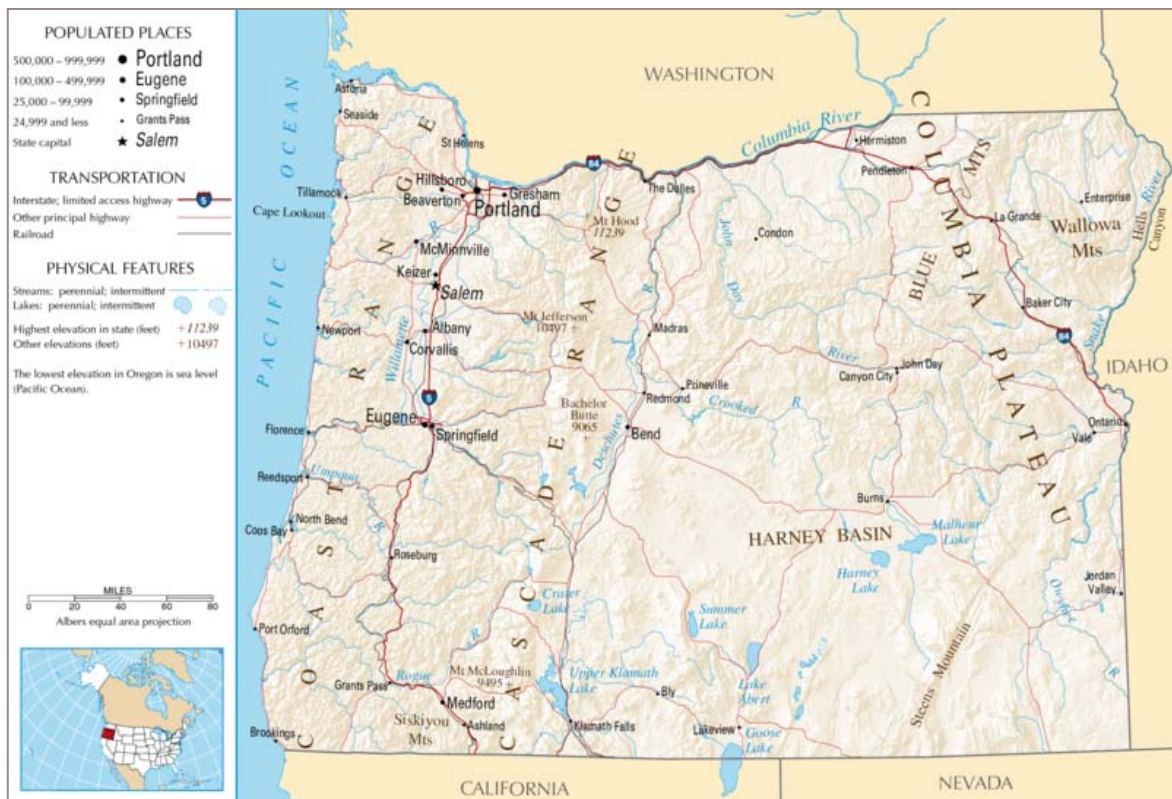 POPULATED PLACES
500,000 – 999,999 Portland
100,000 – 499,999 Eugene
25,000 – 99,999 Springfield
24,999 and less Grants Pass
State capital Salem
TRANSPORTATION
Interstate; limited access highway 5
Other principal highway
Railroad
PHYSICAL FEATURES
Streams: perennial; intermittent
Lakes: perennial; intermittent
Highest elevation in state (feet) +11239
Other elevations (feet) +10497
The lowest elevation in Oregon is sea level
(Pacific Ocean).
MILES
0 20 40 60 80
Albers equal area projection
PACIFIC OCEAN
WASHINGTON
IDAHO
CALIFORNIA
NEVADA
COAST RANGE
CASCADE RANGE
COLUMBIA PLATEAU
BLUE MTS
Wallowa
Mts
Hells
Canyon
HARNEY BASIN
Steens Mountain
Siskiyou
Mts
Columbia River
84
Astoria
Seaside
St Helens
Hillsboro
Beaverton
Portland
Gresham
The Dalles
Hermiston
Pendleton
Tillamook
Cape Lookout
Mt Hood
11239
John
Day
River
Condon
La Grande
Enterprise
Snake
River
McMinnville
R
Keizer
Salem
Baker City
84
Newport
Albany
Corvallis
Willamette
Mt Jefferson
10497 +
R
Madras
John Day
Canyon City
Prineville
Redmond
Crooked
R
5
Bachelor
Butte
9065
+
Deschutes
Bend
Eugene
Springfield
Florence
Ontario
Vale
Reedsport
Umpqua
R
Burns
North Bend
Coos Bay
Malheur
Lake
Harney
Lake
Roseburg
Crater
Lake
Summer
Lake
Jordan
Valley
Owyhee
R
Port Orford
R
Rogue
Mt McLoughlin
9495 +
Upper Klamath
Lake
Lake
Abert
Bly
Grants Pass
Medford
Ashland
Klamath Falls
Lakeview
Goose
Lake
Brookings